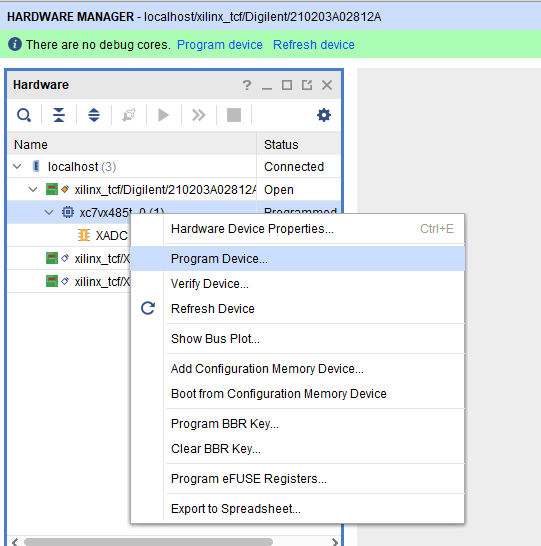 HARDWARE MANAGER - localhost/xilinx_tcf/Digilent/210203A02812A
There are no debug cores. Program device Refresh device
Hardware
Name Status
localhost (3) Connected
xilinx_tcf/Digilent/210203A02812A Open
xc7vx485t_0 (1) Programmed
XADC
xilinx_tcf/X
xilinx_tcf/X
Hardware Device Properties... Ctrl+E
Program Device...
Verify Device...
Refresh Device
Show Bus Plot...
Add Configuration Memory Device...
Boot from Configuration Memory Device
Program BBR Key...
Clear BBR Key...
Program eFUSE Registers...
Export to Spreadsheet...